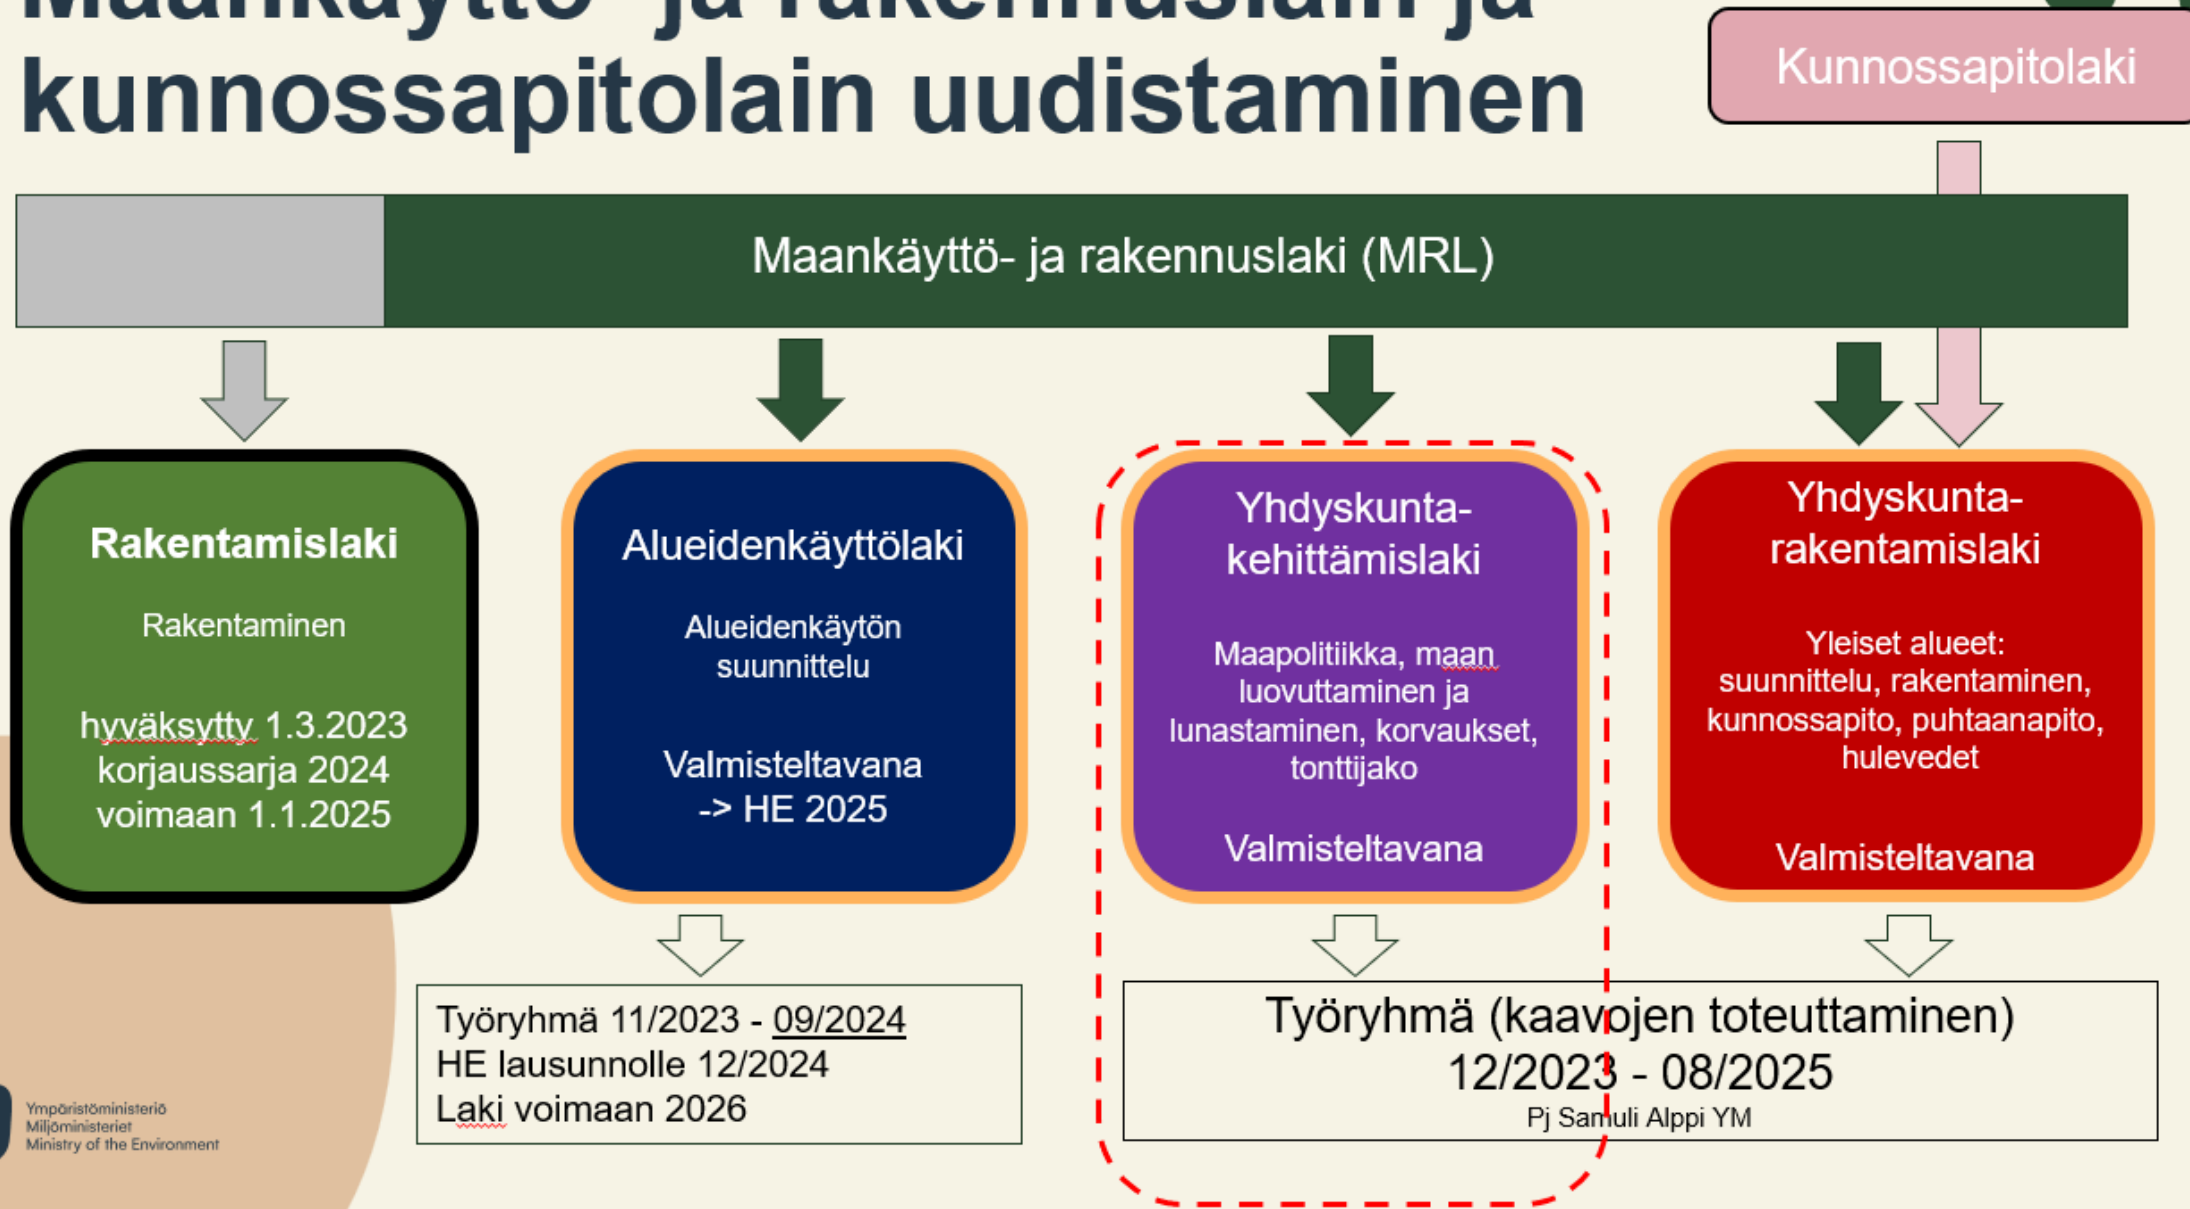 Maankäyttö- ja rakennuslain ja
kunnossapitolain uudistaminen
Kunnossapitolaki
Maankäyttö- ja rakennuslaki (MRL)
Rakentamislaki
Rakentaminen
hyväksytty 1.3.2023
korjaussarja 2024
voimaan 1.1.2025
Alueidenkäyttölaki
Alueidenkäytön
suunnittelu
Valmisteltavana
-> HE 2025
Yhdyskunta-
kehittämislaki
Maapolitiikka, maan
luovuttaminen ja
lunastaminen, korvaukset,
tonttijako
Valmisteltavana
Yhdyskunta-
rakentamislaki
Yleiset alueet:
suunnittelu, rakentaminen,
kunnossapito, puhtaanapito,
hulevedet
Valmisteltavana
Työryhmä 11/2023 - 09/2024
HE lausunnolle 12/2024
Laki voimaan 2026
Työryhmä (kaavojen toteuttaminen)
12/2023 - 08/2025
Pj Samuli Alppi YM
Ympäristöministeriö
Miljöministeriet
Ministry of the Environment